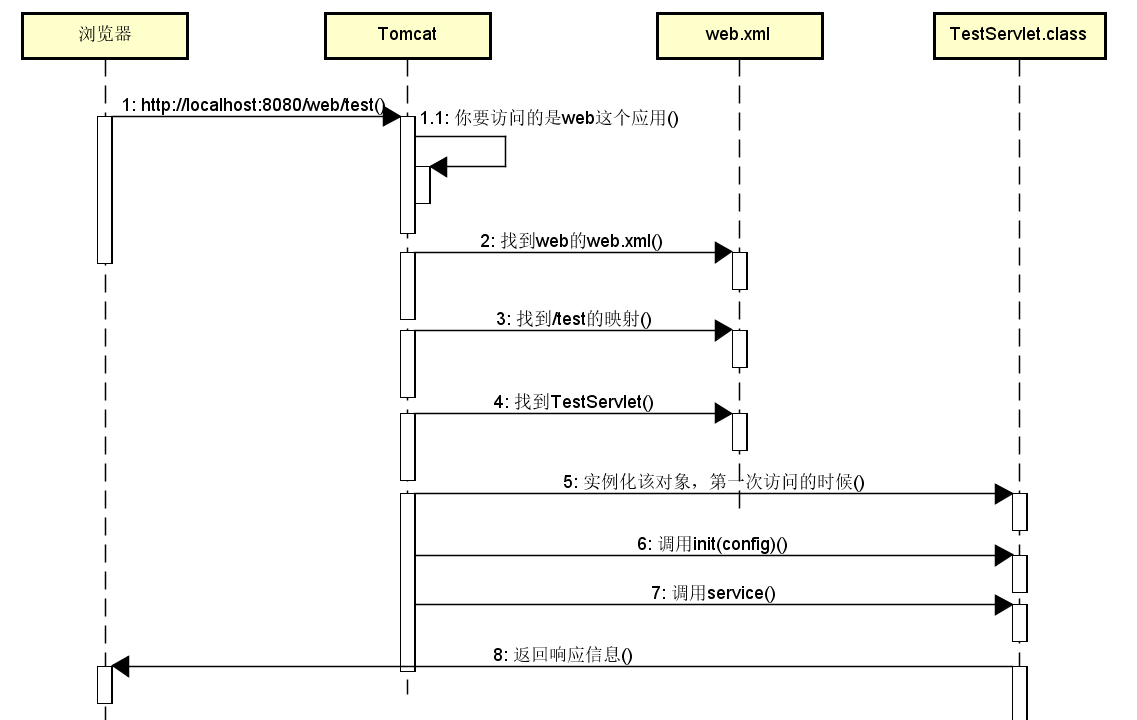 浏览器
Tomcat
web.xml
TestServlet.class
1: http://localhost:8080/web/test()
1.1: 你要访问的是web这个应用()
2: 找到web的web.xml()
3: 找到/test的映射()
4: 找到TestServlet()
5: 实例化该对象，第一次访问的时候()
6: 调用init(config)()
7: 调用service()
8: 返回响应信息()